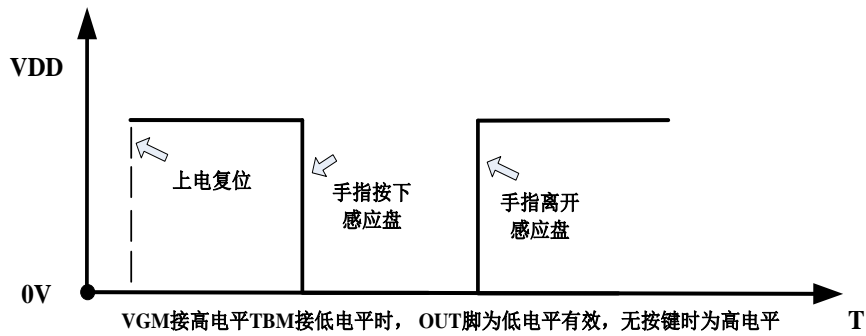 VDD
上电复位
手指按下
感应盘
手指离开
感应盘
0V
T
VGM接高电平TBM接低电平时， OUT脚为低电平有效，无按键时为高电平